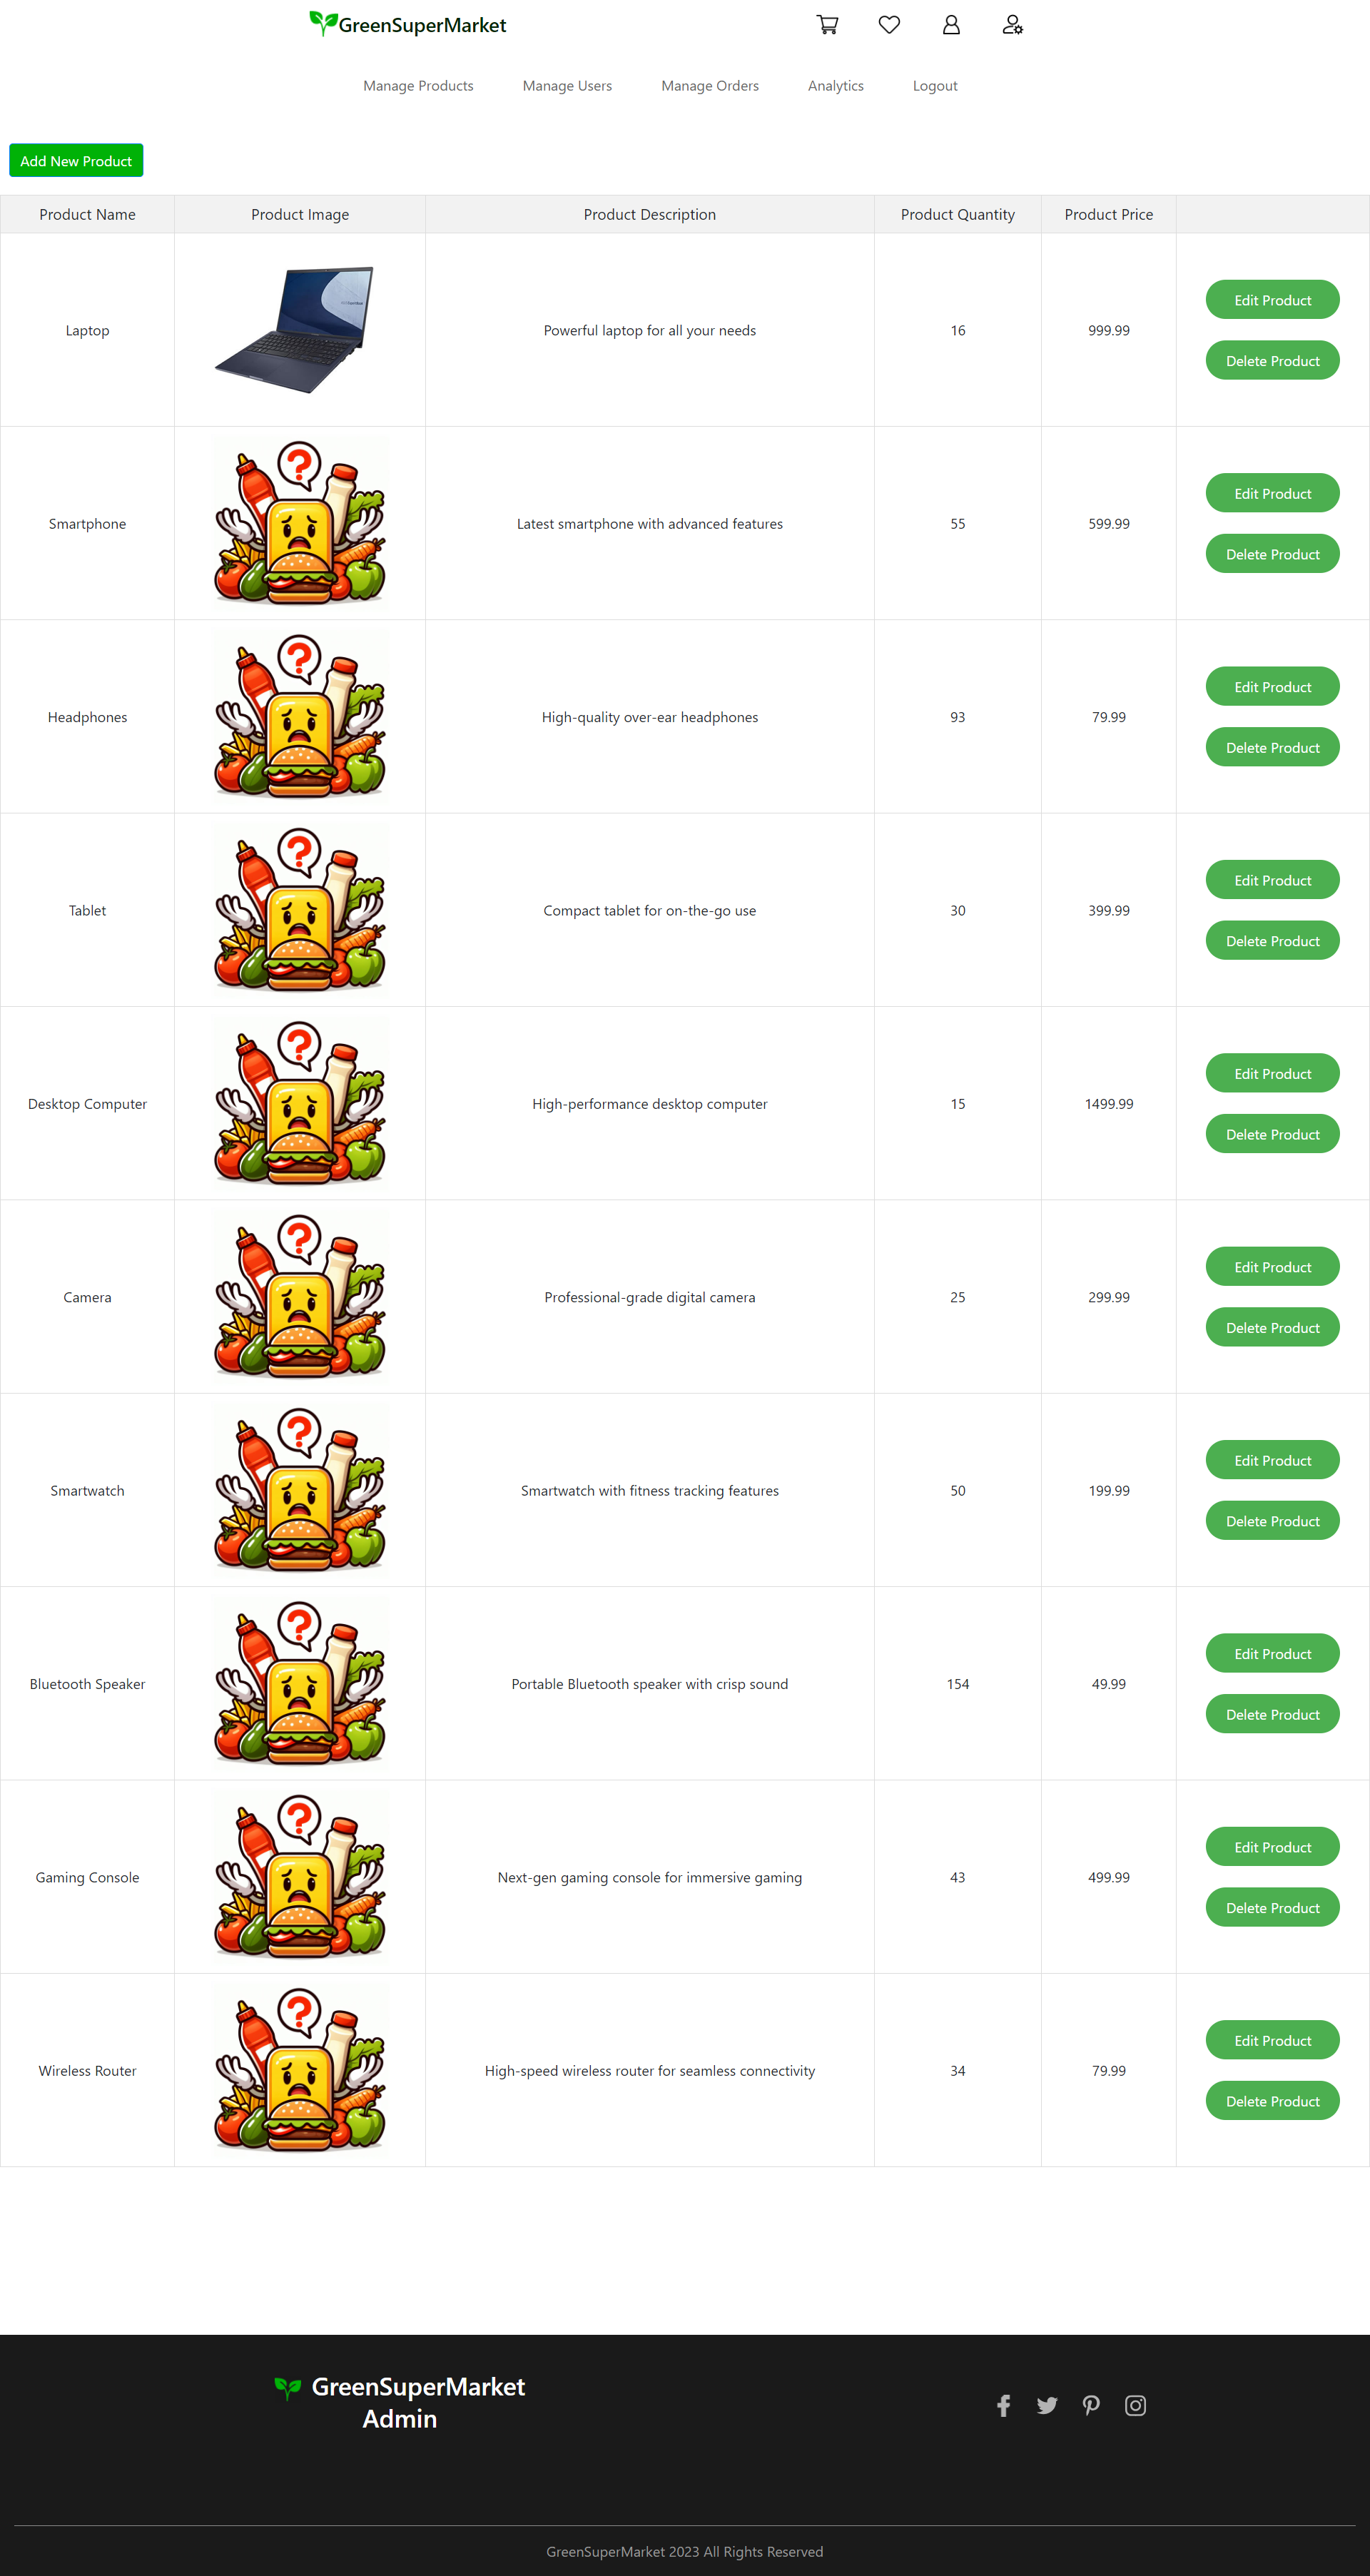 GreenSuperMarket
Manage Products Manage Users Manage Orders Analytics Logout
Add New Product
Product Name Product Image Product Description Product Quantity Product Price
Laptop Powerful laptop for all your needs 16 999.99
Edit Product
Delete Product
?
Smartphone Latest smartphone with advanced features 55 599.99
Edit Product
Delete Product
?
Headphones High-quality over-ear headphones 93 79.99
Edit Product
Delete Product
?
Tablet Compact tablet for on-the-go use 30 399.99
Edit Product
Delete Product
?
Desktop Computer High-performance desktop computer 15 1499.99
Edit Product
Delete Product
?
Camera Professional-grade digital camera 25 299.99
Edit Product
Delete Product
?
Smartwatch Smartwatch with fitness tracking features 50 199.99
Edit Product
Delete Product
?
Bluetooth Speaker Portable Bluetooth speaker with crisp sound 154 49.99
Edit Product
Delete Product
?
Gaming Console Next-gen gaming console for immersive gaming 43 499.99
Edit Product
Delete Product
?
Wireless Router High-speed wireless router for seamless connectivity 34 79.99
Edit Product
Delete Product
GreenSuperMarket
Admin
GreenSuperMarket 2023 All Rights Reserved